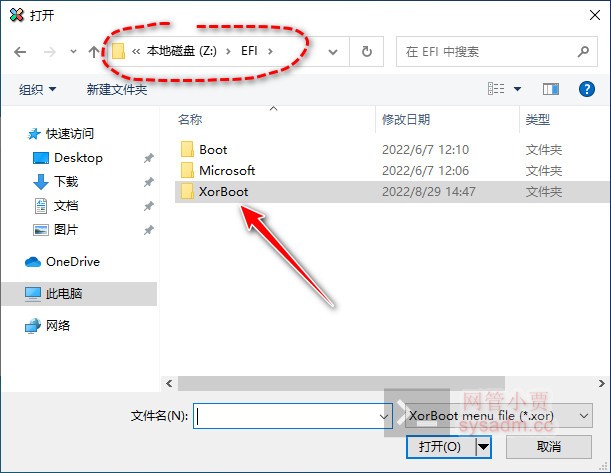 打开
« 本地磁盘 (Z:) › EFI ›
在 EFI 中搜索
组织
新建文件夹
名称 修改日期 类型
快速访问
Desktop
下载
文档
图片
OneDrive
此电脑
网络
Boot 2022/6/7 12:10 文件夹
Microsoft 2022/6/7 12:06 文件夹
XorBoot 2022/8/29 14:47 文件夹
文件名(N):
XorBoot menu file (*.xor)
打开(O) 取消
网管小贾
sysadm.cc